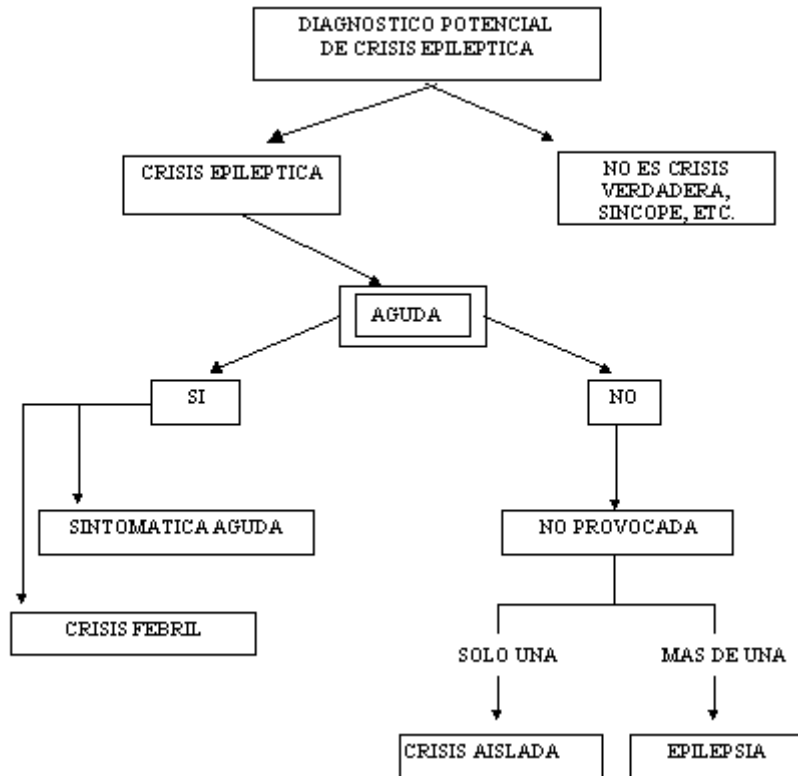 DIAGNOSTICO POTENCIAL
DE CRISIS EPILEPTICA
CRISIS EPILEPTICA
NO ES CRISIS
VERDADERA,
SINCOPE, ETC.
AGUDA
SI
NO
SINTOMATICA AGUDA
NO PROVOCADA
CRISIS FEBRIL
SOLO UNA
MAS DE UNA
CRISIS AISLADA
EPILEPSIA